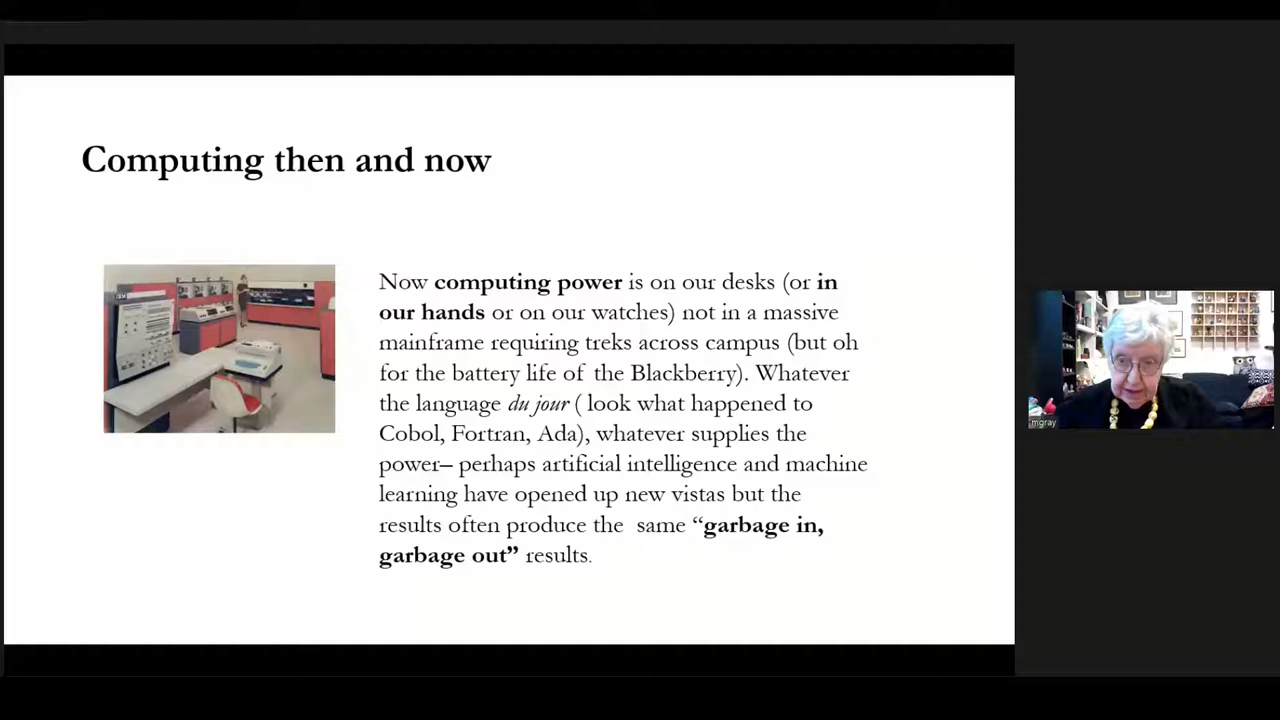 Computing then and now
IBM
Now computing power is on our desks (or in
our hands or on our watches) not in a massive
mainframe requiring treks across campus (but oh
for the battery life of the Blackberry). Whatever
the language du jour ( look what happened to
Cobol, Fortran, Ada), whatever supplies the
power– perhaps artificial intelligence and machine
learning have opened up new vistas but the
results often produce the  same “garbage in,
garbage out” results.
mgray